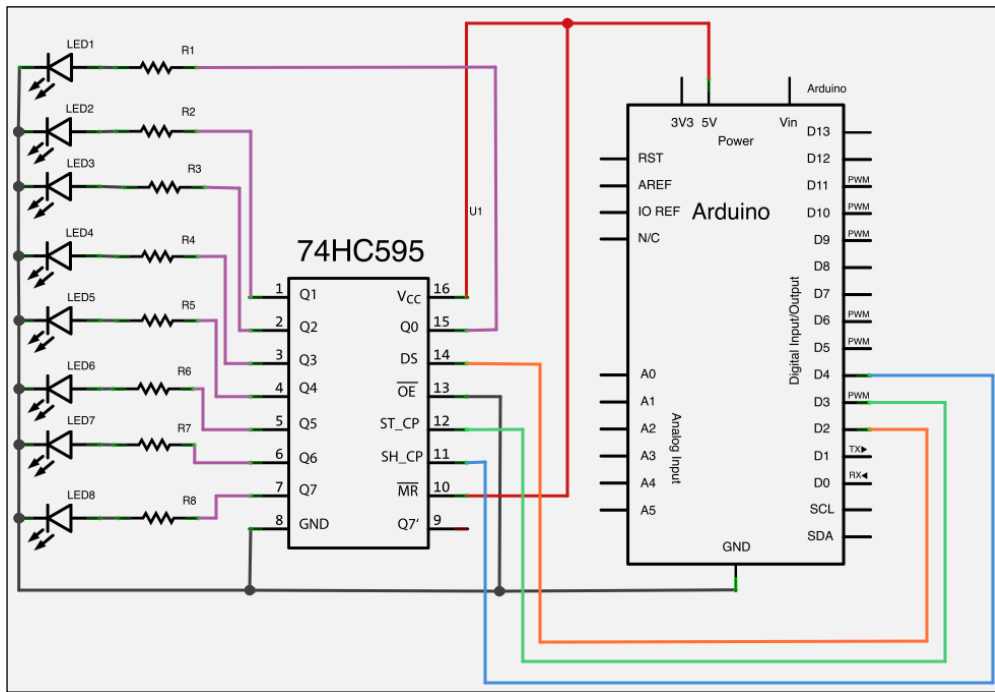 LED1
R1
LED2
R2
LED3
R3
LED4
R4
LED5
R5
LED6
R6
LED7
R7
LED8
R8
U1
74HC595
1 Q1
2 Q2
3 Q3
4 Q4
5 Q5
6 Q6
7 Q7
8 GND
VCC 16
Q0 15
DS 14
OE 13
ST_CP 12
SH_CP 11
MR 10
Q7' 9
Arduino
3V3 5V Vin
Power
Arduino
RST
AREF
IO REF
N/C
A0
A1
A2
A3
A4
A5
Analog Input
Digital Input/Output
D13
D12
D11 PWM
D10 PWM
D9 PWM
D8
D7
D6 PWM
D5 PWM
D4
D3 PWM
D2
D1 TX▶
D0 RX◀
SCL
SDA
GND